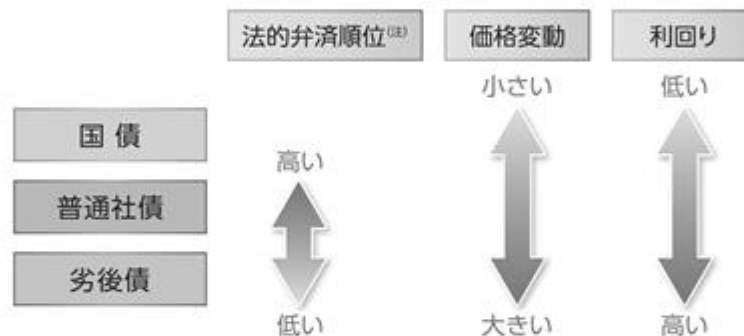 法的弁済順位(注) 価格変動 利回り
小さい 低い
国債
高い
普通社債
劣後債
低い 大きい 高い